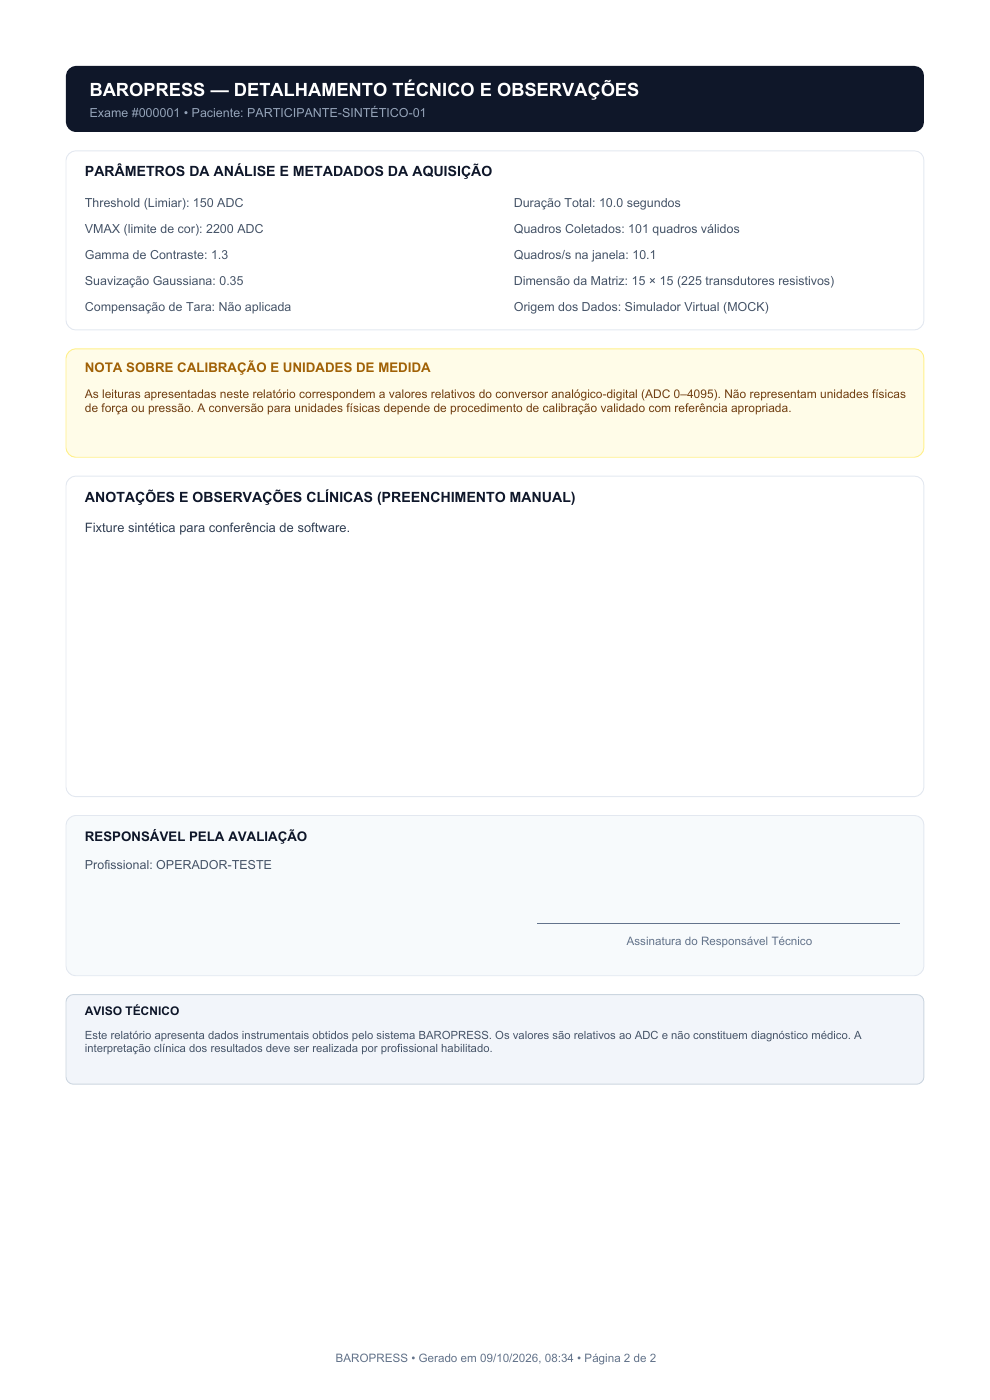 BAROPRESS — DETALHAMENTO TÉCNICO E OBSERVAÇÕES
Exame #000001 • Paciente: PARTICIPANTE-SINTÉTICO-01
PARÂMETROS DA ANÁLISE E METADADOS DA AQUISIÇÃO
Threshold (Limiar): 150 ADC
Duração Total: 10.0 segundos
VMAX (limite de cor): 2200 ADC
Quadros Coletados: 101 quadros válidos
Gamma de Contraste: 1.3
Quadros/s na janela: 10.1
Suavização Gaussiana: 0.35
Dimensão da Matriz: 15 × 15 (225 transdutores resistivos)
Compensação de Tara: Não aplicada
Origem dos Dados: Simulador Virtual (MOCK)
NOTA SOBRE CALIBRAÇÃO E UNIDADES DE MEDIDA
As leituras apresentadas neste relatório correspondem a valores relativos do conversor analógico-digital (ADC 0–4095). Não representam unidades físicas
de força ou pressão. A conversão para unidades físicas depende de procedimento de calibração validado com referência apropriada.
ANOTAÇÕES E OBSERVAÇÕES CLÍNICAS (PREENCHIMENTO MANUAL)
Fixture sintética para conferência de software.
RESPONSÁVEL PELA AVALIAÇÃO
Profissional: OPERADOR-TESTE
Assinatura do Responsável Técnico
AVISO TÉCNICO
Este relatório apresenta dados instrumentais obtidos pelo sistema BAROPRESS. Os valores são relativos ao ADC e não constituem diagnóstico médico. A
interpretação clínica dos resultados deve ser realizada por profissional habilitado.
BAROPRESS • Gerado em 09/10/2026, 08:34 • Página 2 de 2